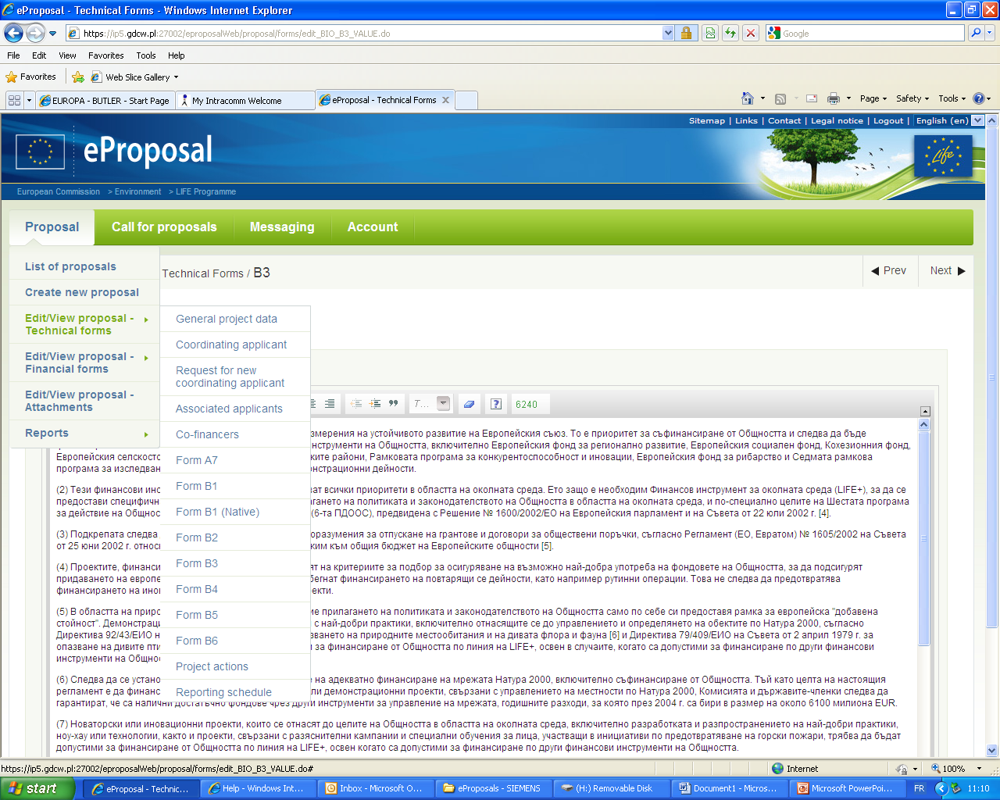 eProposal - Technical Forms - Windows Internet Explorer
https://ip5.gdcw.pl:27002/eproposalWeb/proposal/forms/edit_BIO_B3_VALUE.do
Google
File Edit View Favorites Tools Help
Favorites Web Slice Gallery
EUROPA - BUTLER - Start Page My Intracomm Welcome eProposal - Technical Forms Page Safety Tools
Sitemap | Links | Contact | Legal notice | Logout | English (en)
eProposal
Life
European Commission > Environment > LIFE Programme
Proposal Call for proposals Messaging Account
List of proposals
Create new proposal
Edit/View proposal -
Technical forms
Edit/View proposal -
Financial forms
Edit/View proposal -
Attachments
Reports
Technical Forms / B3
Prev Next
General project data
Coordinating applicant
Request for new
coordinating applicant
Associated applicants
Co-financers
Form A7
Form B1
Form B1 (Native)
Form B2
Form B3
Form B4
Form B5
Form B6
Project actions
Reporting schedule
T... 6240
измерения на устойчивото развитие на Европейския съюз. То е приоритет за съфинансиране от Общността и следва да бъде
нструменти на Общността, включително Европейския фонд за регионално развитие, Европейския социален фонд, Кохезионния фонд,
Европейския селскосто ките райони, Рамковата програма за конкурентоспособност и иновации, Европейския фонд за рибарство и Седмата рамкова
програма за изследван нстрационни дейности.
(2) Тези финансови инс ат всички приоритети в областта на околната среда. Ето защо е необходим Финансов инструмент за околната среда (LIFE+), за да се
предостави специфичн агането на политиката и законодателството на Общността в областта на околната среда, и по-специално целите на Шестата програма
за действие на Общнос (6-та ПДООС), предвидена с Решение № 1600/2002/ЕО на Европейския парламент и на Съвета от 22 юли 2002 г. [4].
(3) Подкрепата следва оразумения за отпускане на грантове и договори за обществени поръчки, съгласно Регламент (ЕО, Евратом) № 1605/2002 на Съвета
от 25 юни 2002 г. относ ким към общия бюджет на Европейските общности [5].
(4) Проектите, финанси ят на критериите за подбор за осигуряване на възможно най-добра употреба на фондовете на Общността, за да подсигурят
придаването на европе бегнат финансирането на повтарящи се дейности, като например рутинни операции. Това не следва да предотвратява
финансирането на инов екти.
(5) В областта на приро ие прилагането на политиката и законодателството на Общността само по себе си предоставя рамка за европейска "добавена
стойност". Демонстраци с най-добри практики, включително отнасящите се до управлението и определянето на обектите по Натура 2000, съгласно
Директива 92/43/ЕИО н зването на природните местообитания и на дивата флора и фауна [6] и Директива 79/409/ЕИО на Съвета от 2 април 1979 г. за
опазване на дивите пти и за финансиране от Общността по линия на LIFE+, освен в случаите, когато са допустими за финансиране по други финансови
инструменти на Общнос
(6) Следва да се устано е на адекватно финансиране на мрежата Натура 2000, включително съфинансиране от Общността. Тъй като целта на настоящия
регламент е да финанс ли демонстрационни проекти, свързани с управлението на местности по Натура 2000, Комисията и държавите-членки следва да
гарантират, че са налични достатъчно фондове чрез други инструменти за управление на мрежата, годишните разходи, за която през 2004 г. са бири в размер на около 6100 милиона EUR.
(7) Новаторски или иновационни проекти, които се отнасят до целите на Общността в областта на околната среда, включително разработката и разпространението на най-добри практики,
ноу-хау или технологии, както и проекти, свързани с разяснителни кампании и специални обучения за лица, участващи в инициативи по предотвратяване на горски пожари, трябва да бъдат
допустими за финансиране от Общността по линия на LIFE+, освен когато са допустими за финансиране по други финансови инструменти на Общността.
https://ip5.gdcw.pl:27002/eproposalWeb/proposal/forms/edit_BIO_B3_VALUE.do# Internet 100%
start eProposal - Technic... Help - Windows Int... Inbox - Microsoft O... eProposals - SIEMENS (H:) Removable Disk Document1 - Micros... Microsoft PowerPoi... FR 11:10